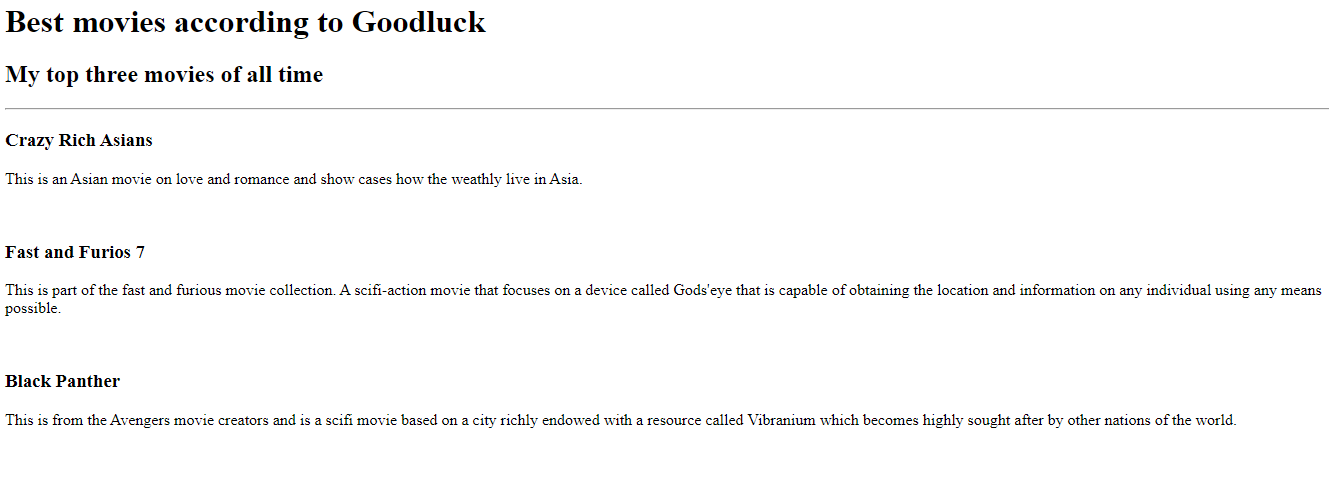 Best movies according to Goodluck
My top three movies of all time
Crazy Rich Asians
This is an Asian movie on love and romance and show cases how the weathly live in Asia.
Fast and Furios 7
This is part of the fast and furious movie collection. A scifi-action movie that focuses on a device called Gods'eye that is capable of obtaining the location and information on any individual using any means
possible.
Black Panther
This is from the Avengers movie creators and is a scifi movie based on a city richly endowed with a resource called Vibranium which becomes highly sought after by other nations of the world.